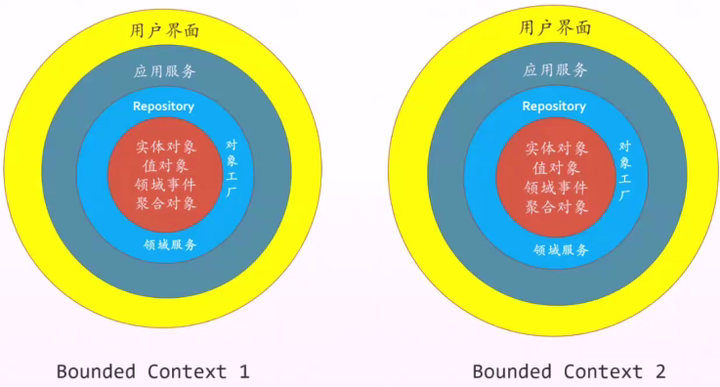 用户界面
应用服务
Repository
实体对象
值对象
领域事件
聚合对象
对象工厂
领域服务
Bounded Context 1
用户界面
应用服务
Repository
实体对象
值对象
领域事件
聚合对象
对象工厂
领域服务
Bounded Context 2